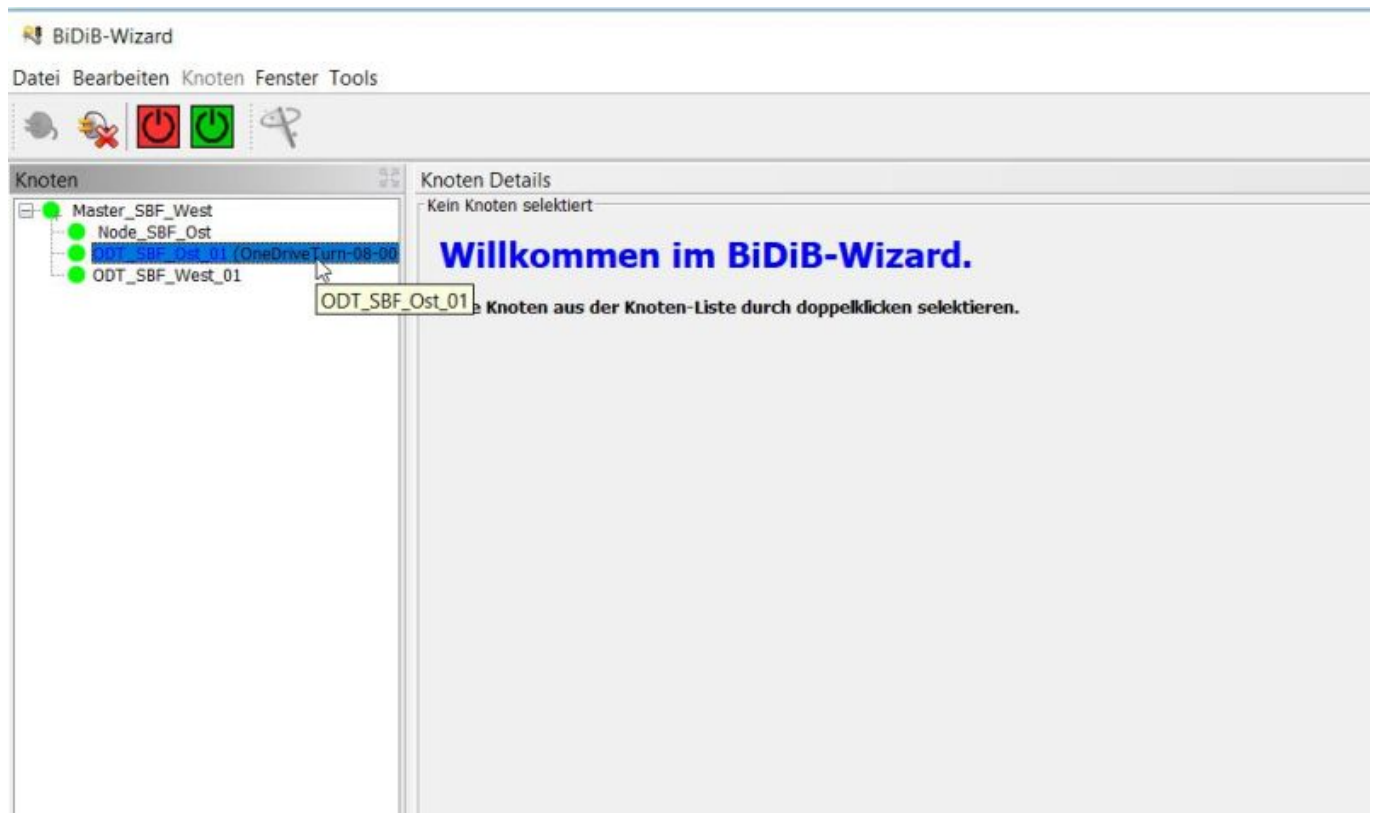 BiDiB-Wizard
Datei Bearbeiten Knoten Fenster Tools
Knoten
Knoten Details
Master_SBF_West
Kein Knoten selektiert
Node_SBF_Ost
ODT_SBF_Ost_01 (OneDriveTurn-08-00
Willkommen im BiDiB-Wizard.
ODT_SBF_West_01
ODT_SBF_Ost_01
Knoten aus der Knoten-Liste durch doppelklicken selektieren.